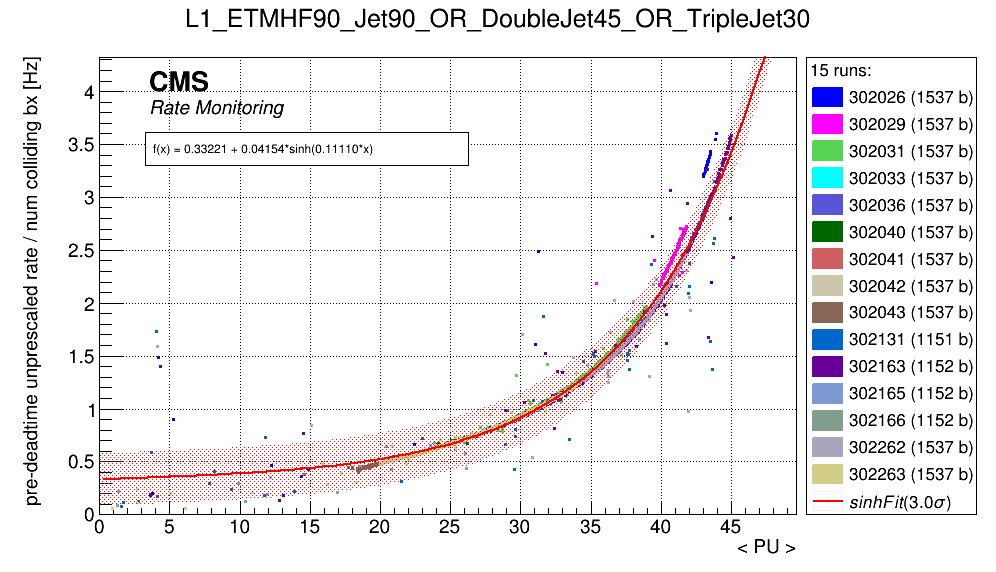 L1_ETMHF90_Jet90_OR_DoubleJet45_OR_TripleJet30
pre-deadtime unprescaled rate / num colliding bx [Hz]
CMS
Rate Monitoring
f(x) = 0.33221 + 0.04154*sinh(0.11110*x)
4
3.5
3
2.5
2
1.5
1
0.5
0
0 5 10 15 20 25 30 35 40 45
< PU >
15 runs:
302026 (1537 b)
302029 (1537 b)
302031 (1537 b)
302033 (1537 b)
302036 (1537 b)
302040 (1537 b)
302041 (1537 b)
302042 (1537 b)
302043 (1537 b)
302131 (1151 b)
302163 (1152 b)
302165 (1152 b)
302166 (1152 b)
302262 (1537 b)
302263 (1537 b)
sinhFit(3.0σ)